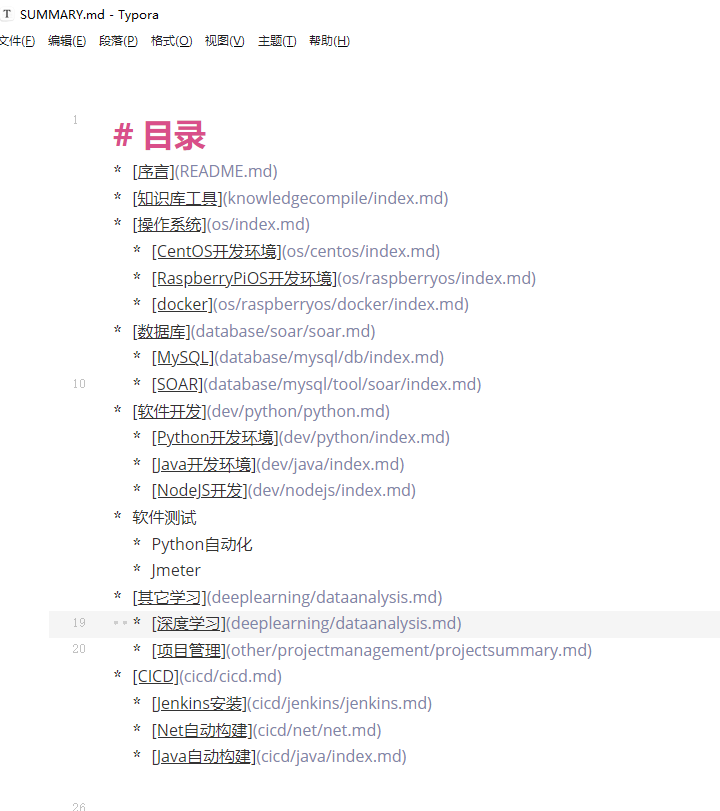 T SUMMARY.md - Typora
文件(F) 编辑(E) 段落(P) 格式(O) 视图(V) 主题(T) 帮助(H)
1 # 目录
* [序言](README.md)
* [知识库工具](knowledgecompile/index.md)
* [操作系统](os/index.md)
* [CentOS开发环境](os/centos/index.md)
* [RaspberryPiOS开发环境](os/raspberryos/index.md)
* [docker](os/raspberryos/docker/index.md)
* [数据库](database/soar/soar.md)
* [MySQL](database/mysql/db/index.md)
10 * [SOAR](database/mysql/tool/soar/index.md)
* [软件开发](dev/python/python.md)
* [Python开发环境](dev/python/index.md)
* [Java开发环境](dev/java/index.md)
* [NodeJS开发](dev/nodejs/index.md)
* 软件测试
* Python自动化
* Jmeter
* [其它学习](deeplearning/dataanalysis.md)
19 * [深度学习](deeplearning/dataanalysis.md)
20 * [项目管理](other/projectmanagement/projectsummary.md)
* [CICD](cicd/cicd.md)
* [Jenkins安装](cicd/jenkins/jenkins.md)
* [Net自动构建](cicd/net/net.md)
* [Java自动构建](cicd/java/index.md)
26